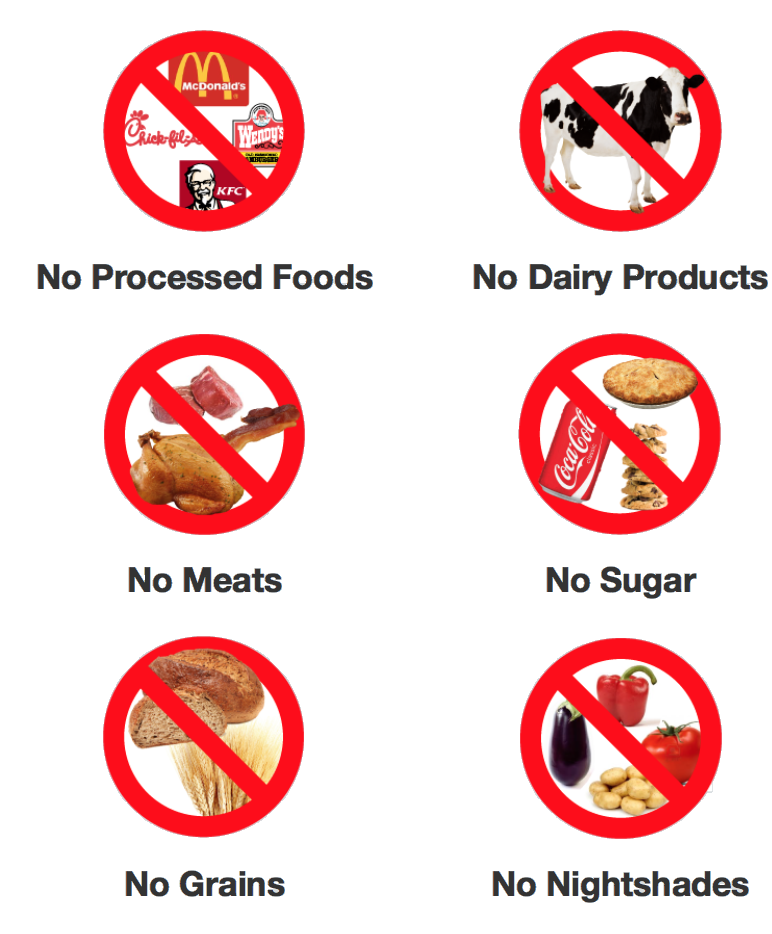 McDonald's
Chick-fil-A
WENDY'S
KFC
No Processed Foods
No Dairy Products
No Meats
Coca-Cola
classic
No Sugar
No Grains
No Nightshades